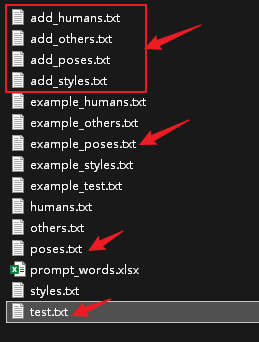 add_humans.txt
add_others.txt
add_poses.txt
add_styles.txt
example_humans.txt
example_others.txt
example_poses.txt
example_styles.txt
example_test.txt
humans.txt
others.txt
poses.txt
prompt_words.xlsx
styles.txt
test.txt